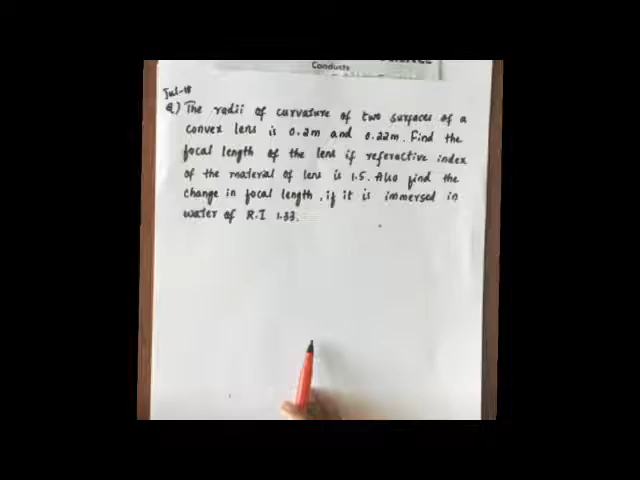 Conducts
Jul-18
Q) The radii of curvature of two surfaces of a
convex lens is 0.2m and 0.22m. Find the
focal length of the lens if referactive index
of the material of lens is 1.5. Also find the
change in focal length, if it is immersed in
water of R.I 1.33.